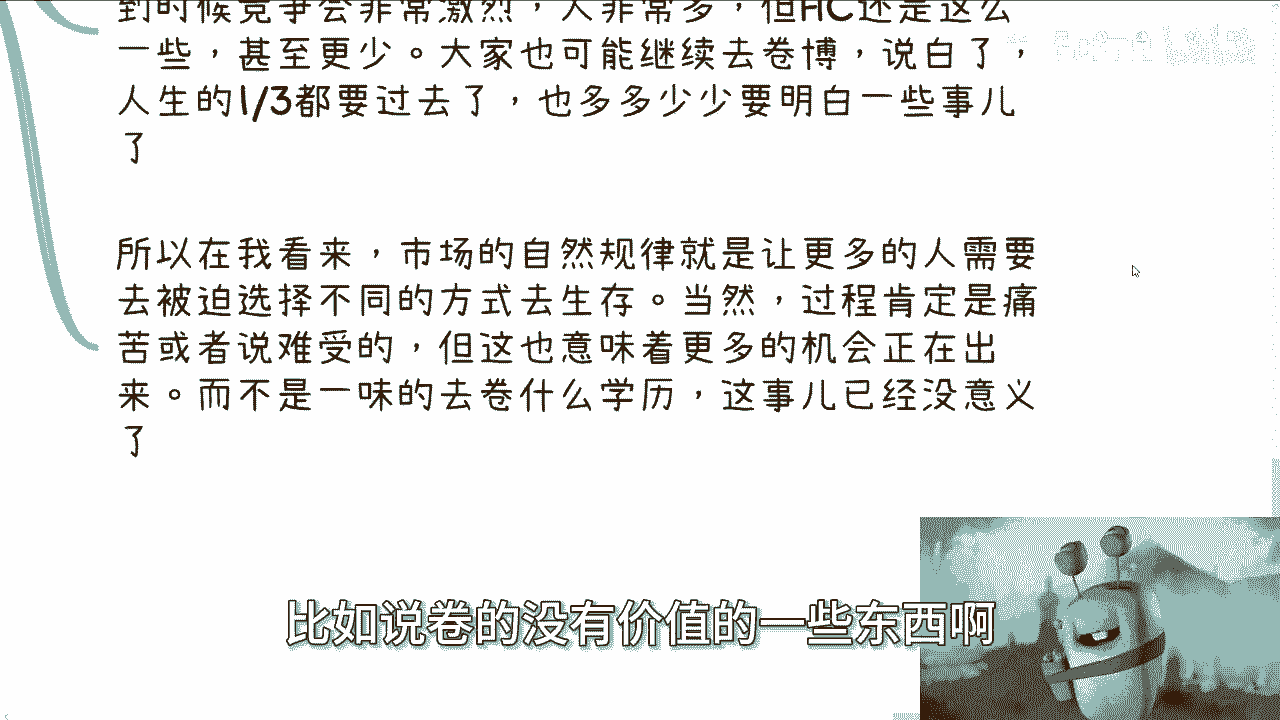 到时候竞争会非常激烈，人非常多，但HC还是这么
一些，甚至更少。大家也可能继续去卷博，说白了，
人生的1/3都要过去了，也多多少少要明白一些事儿
了
所以在我看来，市场的自然规律就是让更多的人需要
去被迫选择不同的方式去生存。当然，过程肯定是痛
苦或者说难受的，但这也意味着更多的机会正在出
来。而不是一味的去卷什么学历，这事儿已经没意义
了
比如说卷的没有价值的一些东西啊